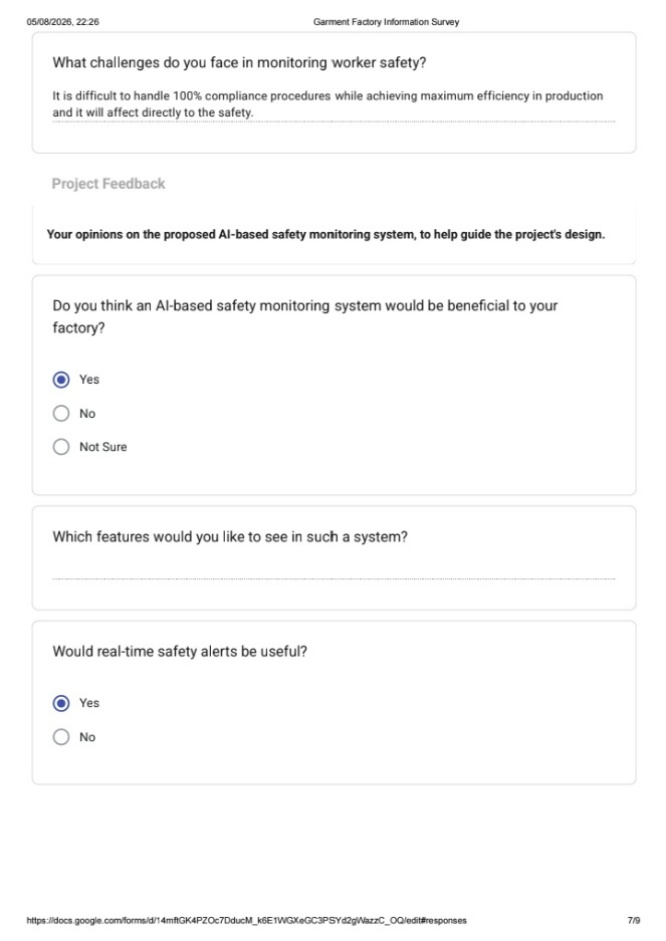 05/08/2026, 22:26
Garment Factory Information Survey
What challenges do you face in monitoring worker safety?
It is difficult to handle 100% compliance procedures while achieving maximum efficiency in production
and it will affect directly to the safety.
Project Feedback
Your opinions on the proposed AI-based safety monitoring system, to help guide the project's design.
Do you think an AI-based safety monitoring system would be beneficial to your
factory?
Yes
No
Not Sure
Which features would you like to see in such a system?
Would real-time safety alerts be useful?
Yes
No
https://docs.google.com/forms/d/14mftGK4PZOc7DducM_k6E1WGXeGC3PSYd2gWazzC_OQ/edit#responses
7/9